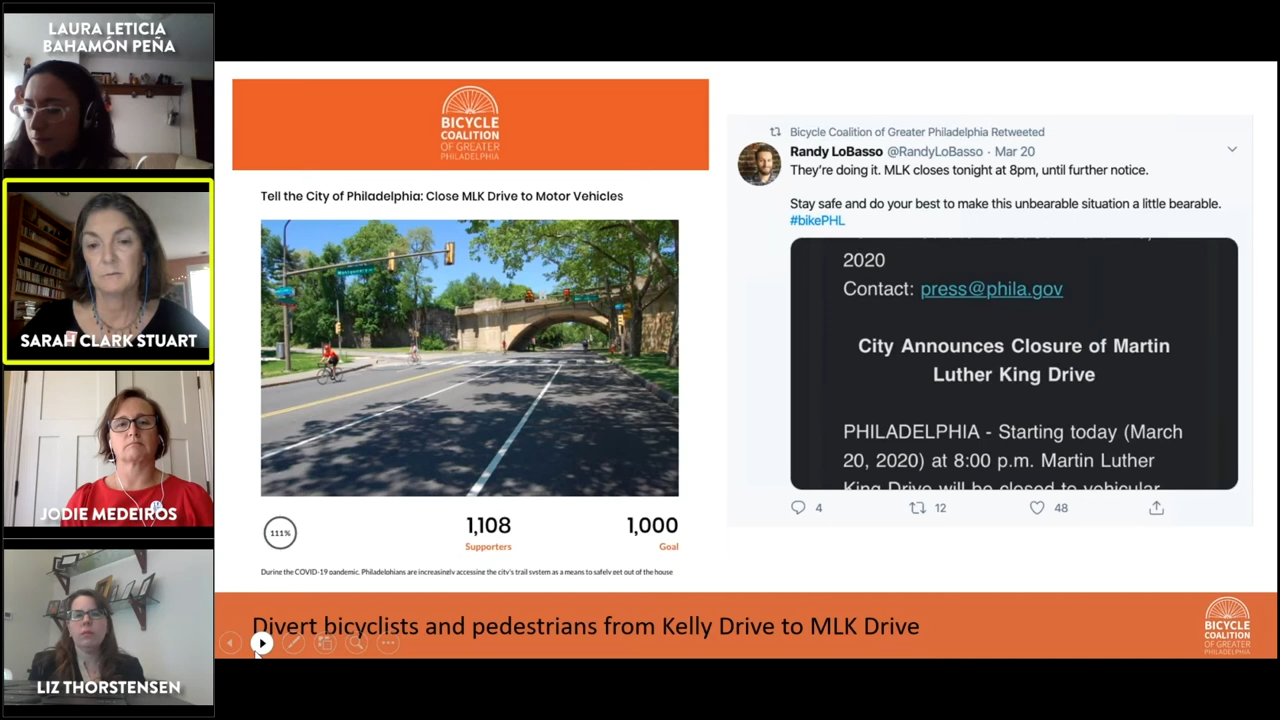 LAURA LETICIA
BAHAMÓN PEÑA
SARAH CLARK STUART
JODIE MEDEIROS
LIZ THORSTENSEN
BICYCLE
COALITION
OF GREATER
PHILADELPHIA
Tell the City of Philadelphia: Close MLK Drive to Motor Vehicles
111%
1,108
Supporters
1,000
Goal
During the COVID-19 pandemic, Philadelphians are increasingly accessing the city's trail system as a means to safely get out of the house
Bicycle Coalition of Greater Philadelphia Retweeted
Randy LoBasso @RandyLoBasso · Mar 20
They're doing it. MLK closes tonight at 8pm, until further notice.
Stay safe and do your best to make this unbearable situation a little bearable.
#bikePHL
2020
Contact: press@phila.gov
City Announces Closure of Martin
Luther King Drive
PHILADELPHIA - Starting today (March
20, 2020) at 8:00 p.m. Martin Luther
King Drive will be closed to vehicular
4
12
48
Divert bicyclists and pedestrians from Kelly Drive to MLK Drive
BICYCLE
COALITION
OF GREATER
PHILADELPHIA